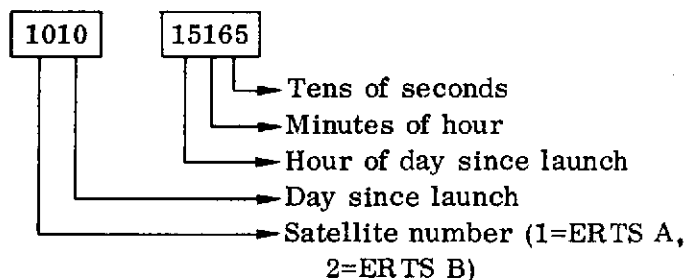 1010 15165
Tens of seconds
Minutes of hour
Hour of day since launch
Day since launch
Satellite number (1=ERTS A,
2=ERTS B)